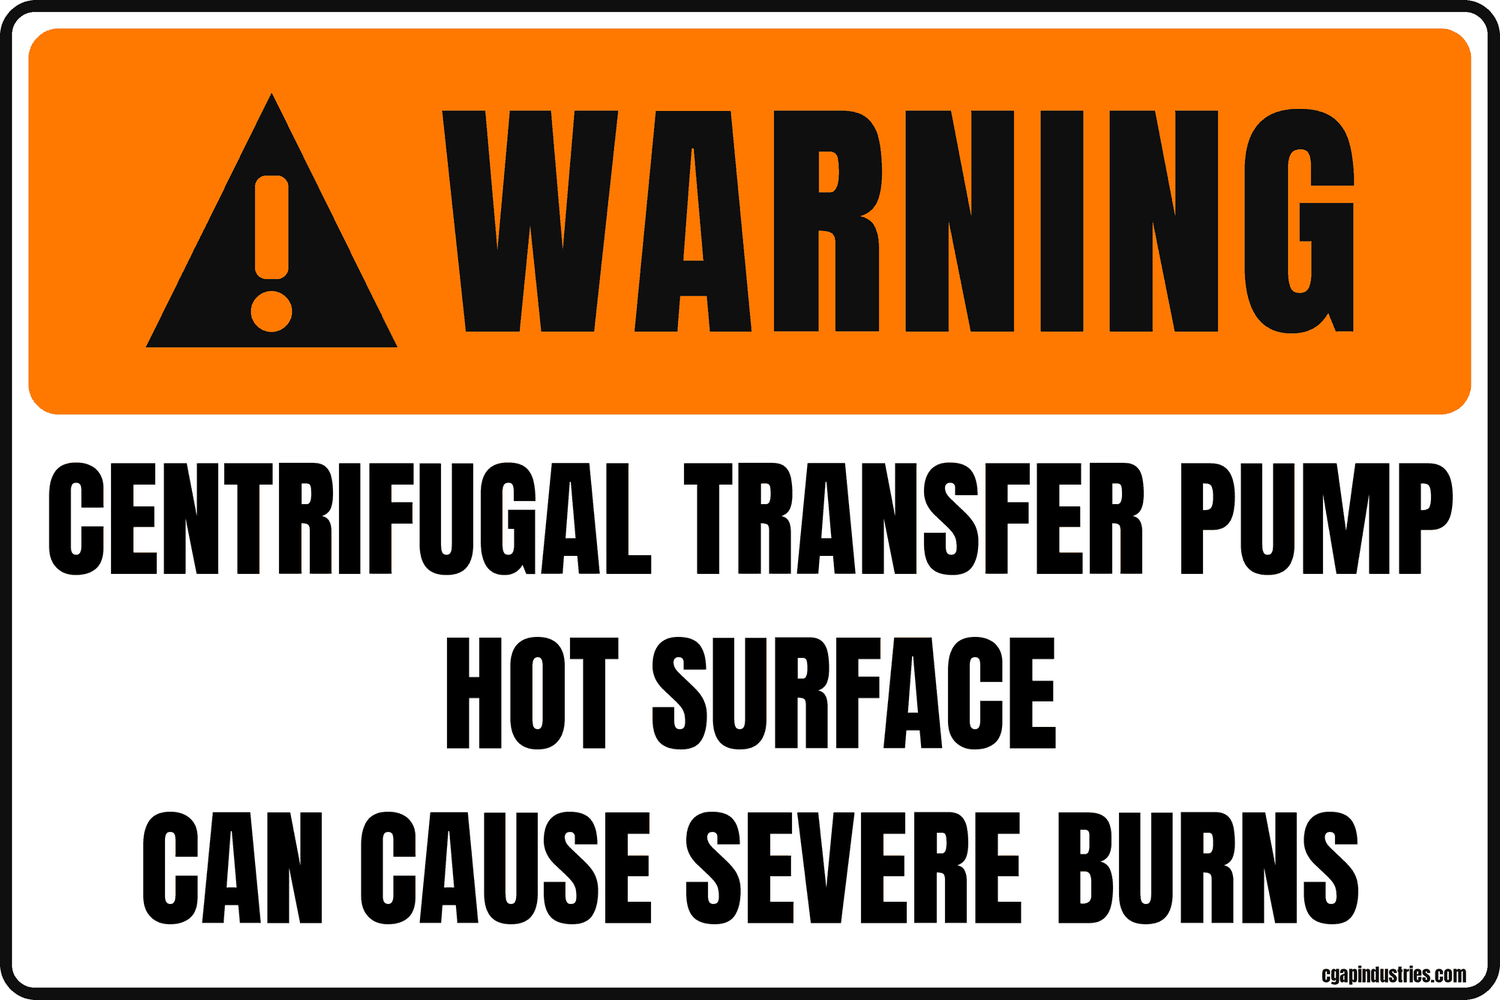 WARNING
CENTRIFUGAL TRANSFER PUMP
HOT SURFACE
CAN CAUSE SEVERE BURNS
cgapindustries.com